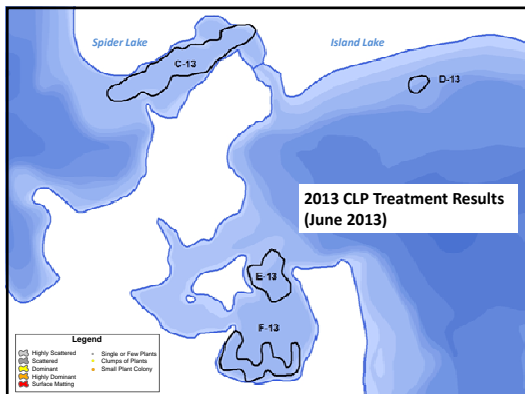 Spider Lake
Island Lake
C-13
D-13
2013 CLP Treatment Results
(June 2013)
E-13
F-13
Legend
Highly Scattered
Scattered
Dominant
Highly Dominant
Surface Matting
Single or Few Plants
Clumps of Plants
Small Plant Colony